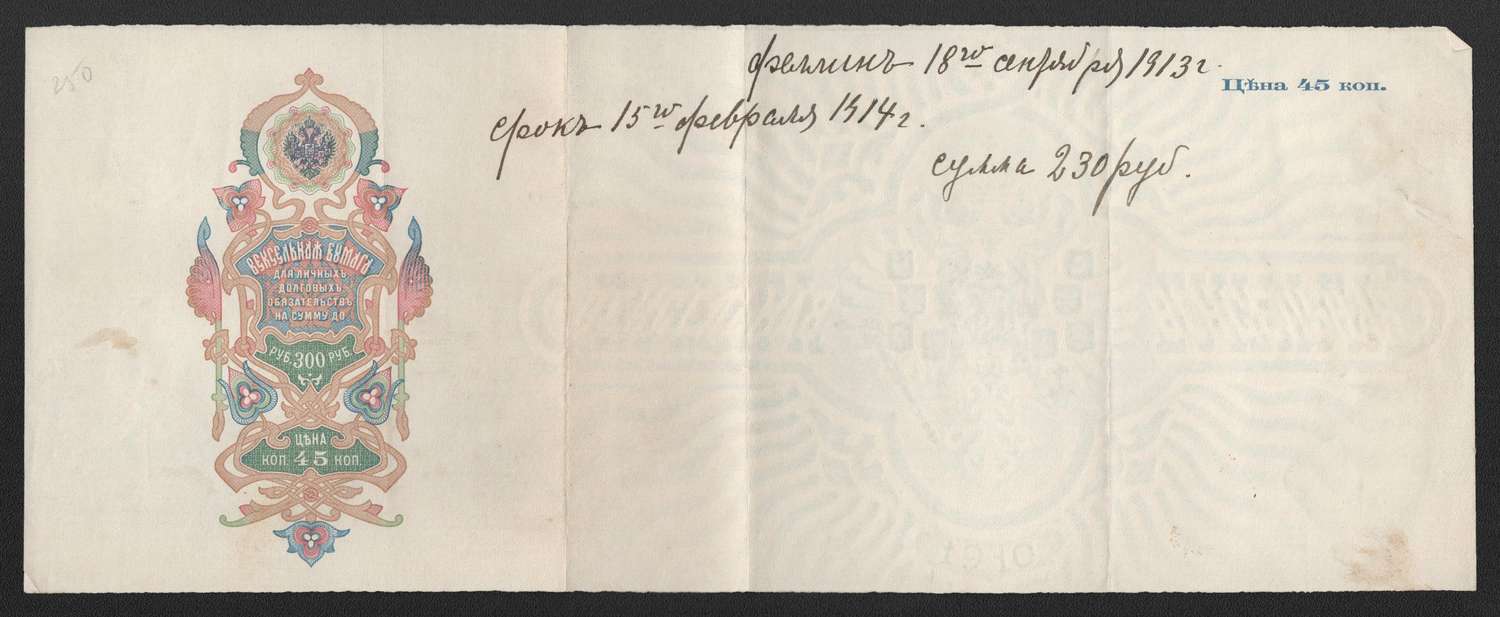 250
Феллинъ 18го сентября 1913 г.
Цѣна 45 коп.
срокъ 15го февраля 1914 г.
сумма 230 руб.
ВЕКСЕЛЬНАЯ БУМАГА
ДЛЯ ЛИЧНЫХЪ
ДОЛГОВЫХЪ
ОБЯЗАТЕЛЬСТВЪ
НА СУММУ ДО
РУБ. 300 РУБ.
ЦѢНА
КОП. 45 КОП.